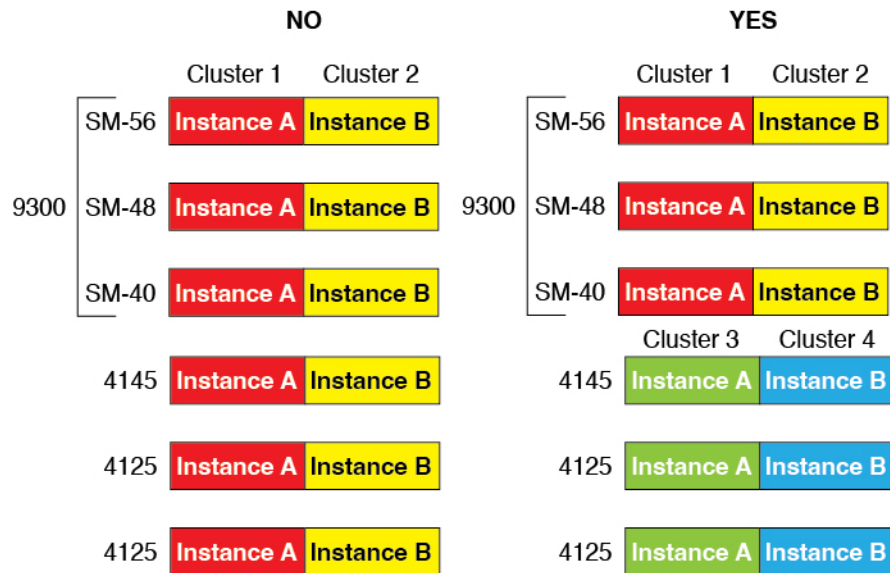 NO YES
Cluster 1 Cluster 2 Cluster 1 Cluster 2
SM-56 Instance A Instance B SM-56 Instance A Instance B
9300 SM-48 Instance A Instance B 9300 SM-48 Instance A Instance B
SM-40 Instance A Instance B SM-40 Instance A Instance B
Cluster 3 Cluster 4
4145 Instance A Instance B 4145 Instance A Instance B
4125 Instance A Instance B 4125 Instance A Instance B
4125 Instance A Instance B 4125 Instance A Instance B